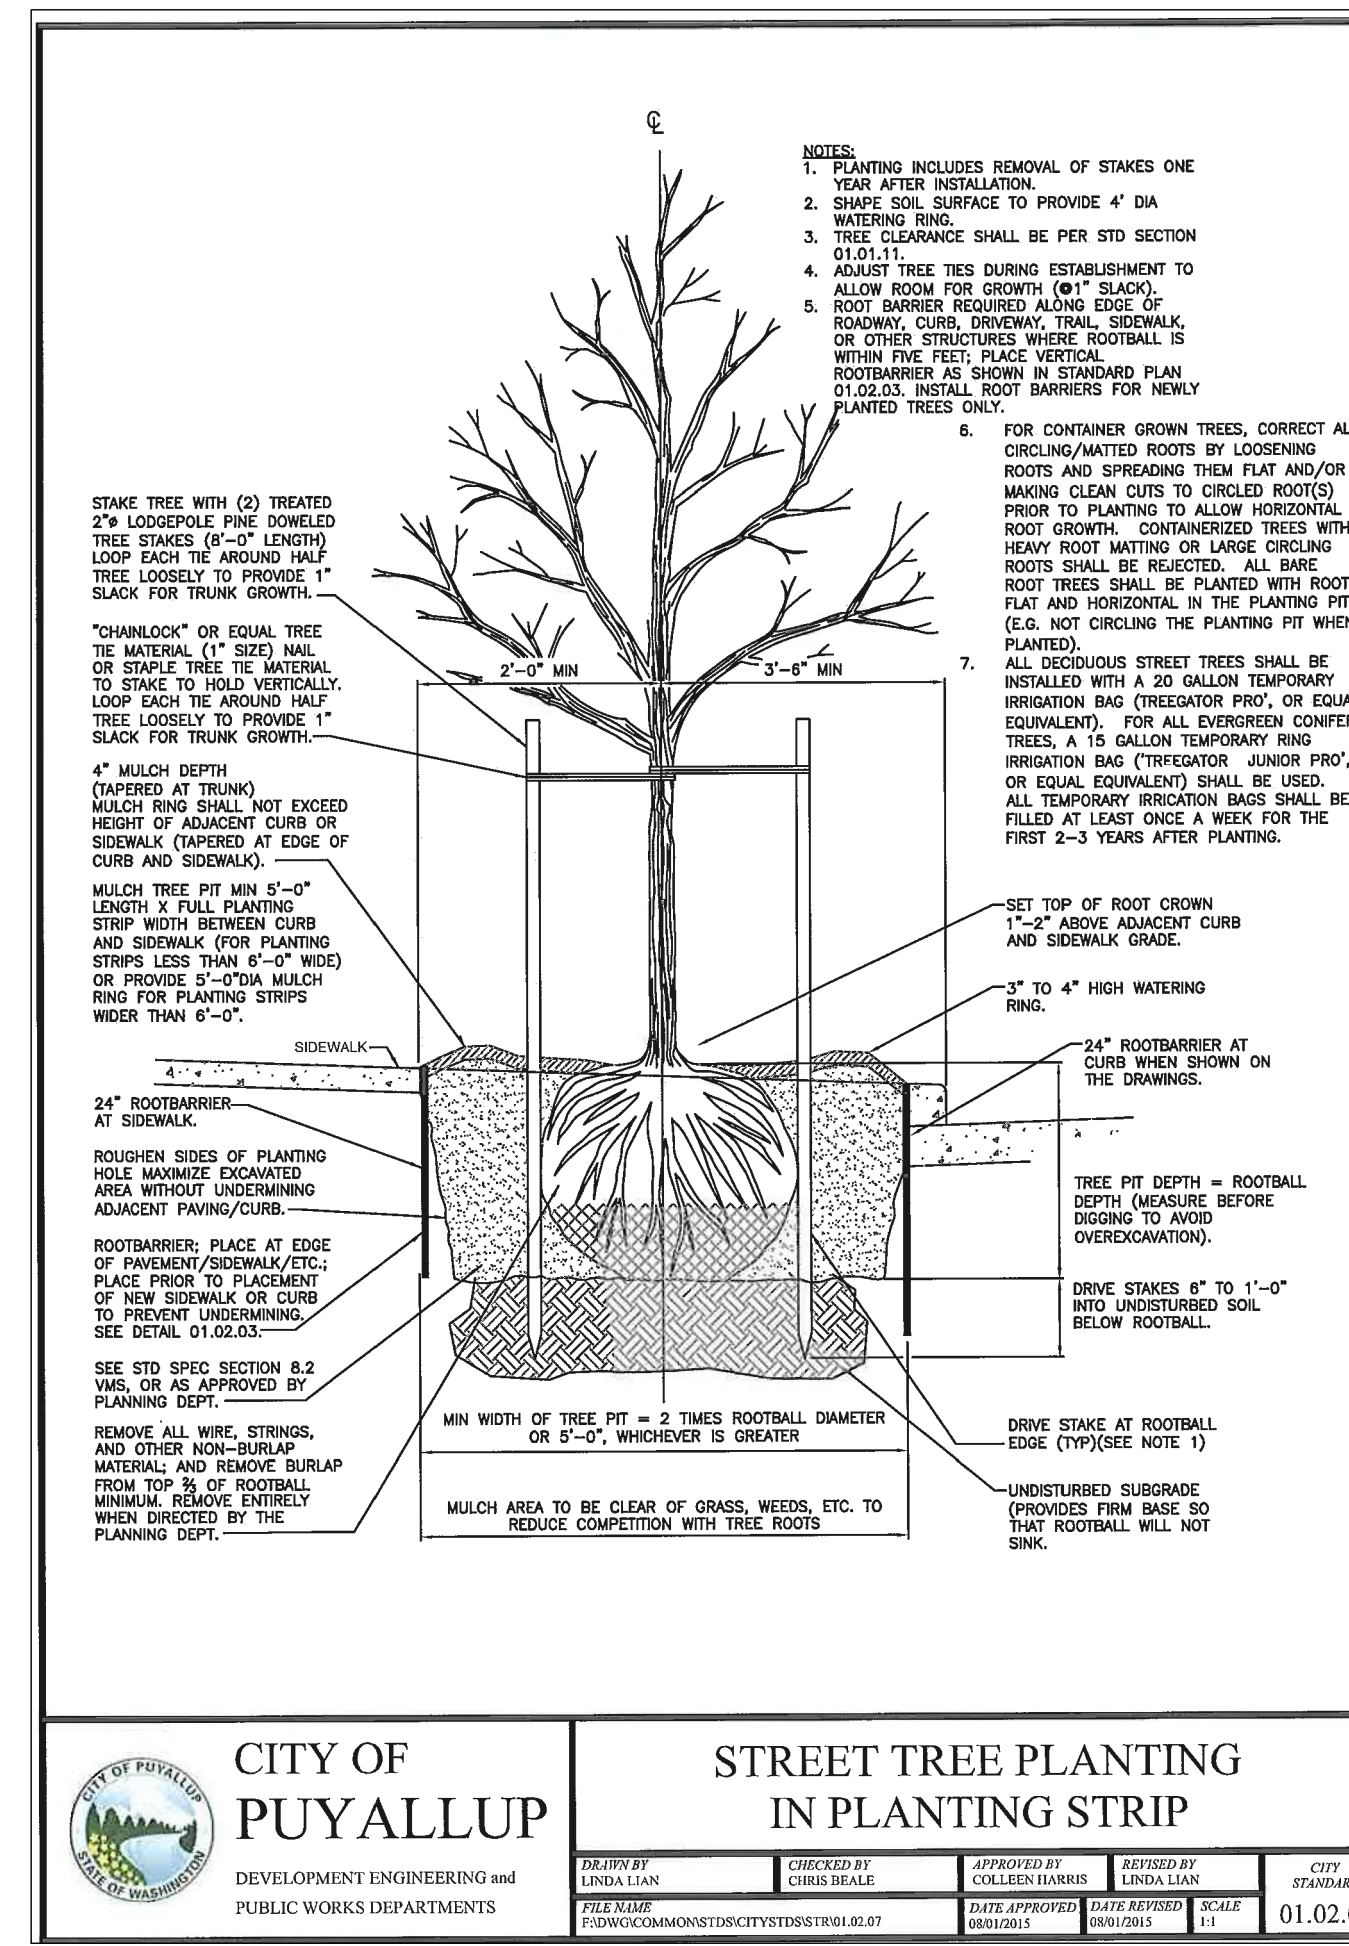 ℄
NOTES:
1. PLANTING INCLUDES REMOVAL OF STAKES ONE
YEAR AFTER INSTALLATION.
2. SHAPE SOIL SURFACE TO PROVIDE 4' DIA
WATERING RING.
3. TREE CLEARANCE SHALL BE PER STD SECTION
01.01.11.
4. ADJUST TREE TIES DURING ESTABLISHMENT TO
ALLOW ROOM FOR GROWTH (1" SLACK).
5. ROOT BARRIER REQUIRED ALONG EDGE OF
ROADWAY, CURB, DRIVEWAY, TRAIL, SIDEWALK,
OR OTHER STRUCTURES WHERE ROOTBALL IS
WITHIN FIVE FEET; PLACE VERTICAL
ROOTBARRIER AS SHOWN IN STANDARD PLAN
01.02.03. INSTALL ROOT BARRIERS FOR NEWLY
PLANTED TREES ONLY.
6. FOR CONTAINER GROWN TREES, CORRECT AL
CIRCLING/MATTED ROOTS BY LOOSENING
ROOTS AND SPREADING THEM FLAT AND/OR
MAKING CLEAN CUTS TO CIRCLED ROOT(S)
PRIOR TO PLANTING TO ALLOW HORIZONTAL
ROOT GROWTH. CONTAINERIZED TREES WITH
HEAVY ROOT MATTING OR LARGE CIRCLING
ROOTS SHALL BE REJECTED. ALL BARE
ROOT TREES SHALL BE PLANTED WITH ROOT
FLAT AND HORIZONTAL IN THE PLANTING PIT
(E.G. NOT CIRCLING THE PLANTING PIT WHEN
PLANTED).
7. ALL DECIDUOUS STREET TREES SHALL BE
INSTALLED WITH A 20 GALLON TEMPORARY
IRRIGATION BAG (TREEGATOR PRO', OR EQUA
EQUIVALENT). FOR ALL EVERGREEN CONIFE
TREES, A 15 GALLON TEMPORARY RING
IRRIGATION BAG ('TREEGATOR JUNIOR PRO',
OR EQUAL EQUIVALENT) SHALL BE USED.
ALL TEMPORARY IRRICATION BAGS SHALL BE
FILLED AT LEAST ONCE A WEEK FOR THE
FIRST 2-3 YEARS AFTER PLANTING.
STAKE TREE WITH (2) TREATED
2"ø LODGEPOLE PINE DOWELED
TREE STAKES (8'-0" LENGTH)
LOOP EACH TIE AROUND HALF
TREE LOOSELY TO PROVIDE 1"
SLACK FOR TRUNK GROWTH.
"CHAINLOCK" OR EQUAL TREE
TIE MATERIAL (1" SIZE) NAIL
OR STAPLE TREE TIE MATERIAL
TO STAKE TO HOLD VERTICALLY.
LOOP EACH TIE AROUND HALF
TREE LOOSELY TO PROVIDE 1"
SLACK FOR TRUNK GROWTH.
4" MULCH DEPTH
(TAPERED AT TRUNK)
MULCH RING SHALL NOT EXCEED
HEIGHT OF ADJACENT CURB OR
SIDEWALK (TAPERED AT EDGE OF
CURB AND SIDEWALK).
MULCH TREE PIT MIN 5'-0"
LENGTH X FULL PLANTING
STRIP WIDTH BETWEEN CURB
AND SIDEWALK (FOR PLANTING
STRIPS LESS THAN 6'-0" WIDE)
OR PROVIDE 5'-0"DIA MULCH
RING FOR PLANTING STRIPS
WIDER THAN 6'-0".
SIDEWALK
24" ROOTBARRIER
AT SIDEWALK.
ROUGHEN SIDES OF PLANTING
HOLE MAXIMIZE EXCAVATED
AREA WITHOUT UNDERMINING
ADJACENT PAVING/CURB.
ROOTBARRIER; PLACE AT EDGE
OF PAVEMENT/SIDEWALK/ETC.;
PLACE PRIOR TO PLACEMENT
OF NEW SIDEWALK OR CURB
TO PREVENT UNDERMINING.
SEE DETAIL 01.02.03.
SEE STD SPEC SECTION 8.2
VMS, OR AS APPROVED BY
PLANNING DEPT.
REMOVE ALL WIRE, STRINGS,
AND OTHER NON-BURLAP
MATERIAL; AND REMOVE BURLAP
FROM TOP ⅔ OF ROOTBALL
MINIMUM. REMOVE ENTIRELY
WHEN DIRECTED BY THE
PLANNING DEPT.
2'-0" MIN
3'-6" MIN
SET TOP OF ROOT CROWN
1"-2" ABOVE ADJACENT CURB
AND SIDEWALK GRADE.
3" TO 4" HIGH WATERING
RING.
24" ROOTBARRIER AT
CURB WHEN SHOWN ON
THE DRAWINGS.
TREE PIT DEPTH = ROOTBALL
DEPTH (MEASURE BEFORE
DIGGING TO AVOID
OVEREXCAVATION).
DRIVE STAKES 6" TO 1'-0"
INTO UNDISTURBED SOIL
BELOW ROOTBALL.
DRIVE STAKE AT ROOTBALL
EDGE (TYP)(SEE NOTE 1)
UNDISTURBED SUBGRADE
(PROVIDES FIRM BASE SO
THAT ROOTBALL WILL NOT
SINK.
MIN WIDTH OF TREE PIT = 2 TIMES ROOTBALL DIAMETER
OR 5'-0", WHICHEVER IS GREATER
MULCH AREA TO BE CLEAR OF GRASS, WEEDS, ETC. TO
REDUCE COMPETITION WITH TREE ROOTS
CITY OF PUYALLUP
STATE OF WASHINGTON
CITY OF
PUYALLUP
DEVELOPMENT ENGINEERING and
PUBLIC WORKS DEPARTMENTS
STREET TREE PLANTING
IN PLANTING STRIP
DRAWN BY
LINDA LIAN
CHECKED BY
CHRIS BEALE
APPROVED BY
COLLEEN HARRIS
REVISED BY
LINDA LIAN
CITY
STANDAR
FILE NAME
F:\DWG\COMMON\STDS\CITYSTDS\STR\01.02.07
DATE APPROVED
08/01/2015
DATE REVISED
08/01/2015
SCALE
1:1
01.02.